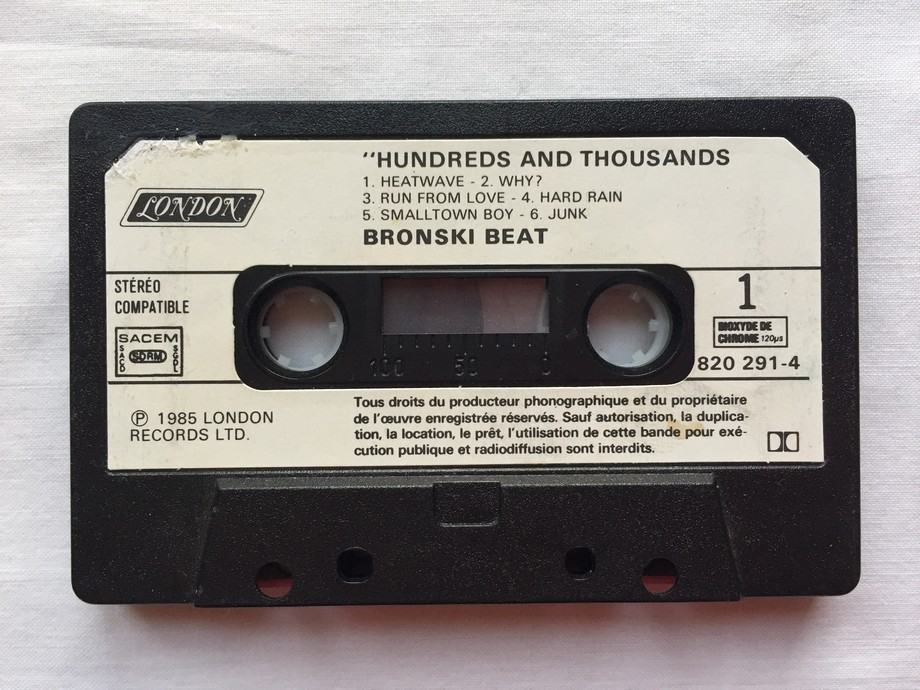 "HUNDREDS AND THOUSANDS
1. HEATWAVE - 2. WHY?
3. RUN FROM LOVE - 4. HARD RAIN
5. SMALLTOWN BOY - 6. JUNK
BRONSKI BEAT
LONDON
STÉRÉO
COMPATIBLE
SACEM
SACD SDRM SGDL
1
BIOXYDE DE
CHROME 120µs
820 291-4
100 50 0
℗ 1985 LONDON
RECORDS LTD.
Tous droits du producteur phonographique et du propriétaire
de l'œuvre enregistrée réservés. Sauf autorisation, la duplica-
tion, la location, le prêt, l'utilisation de cette bande pour exé-
cution publique et radiodiffusion sont interdits.